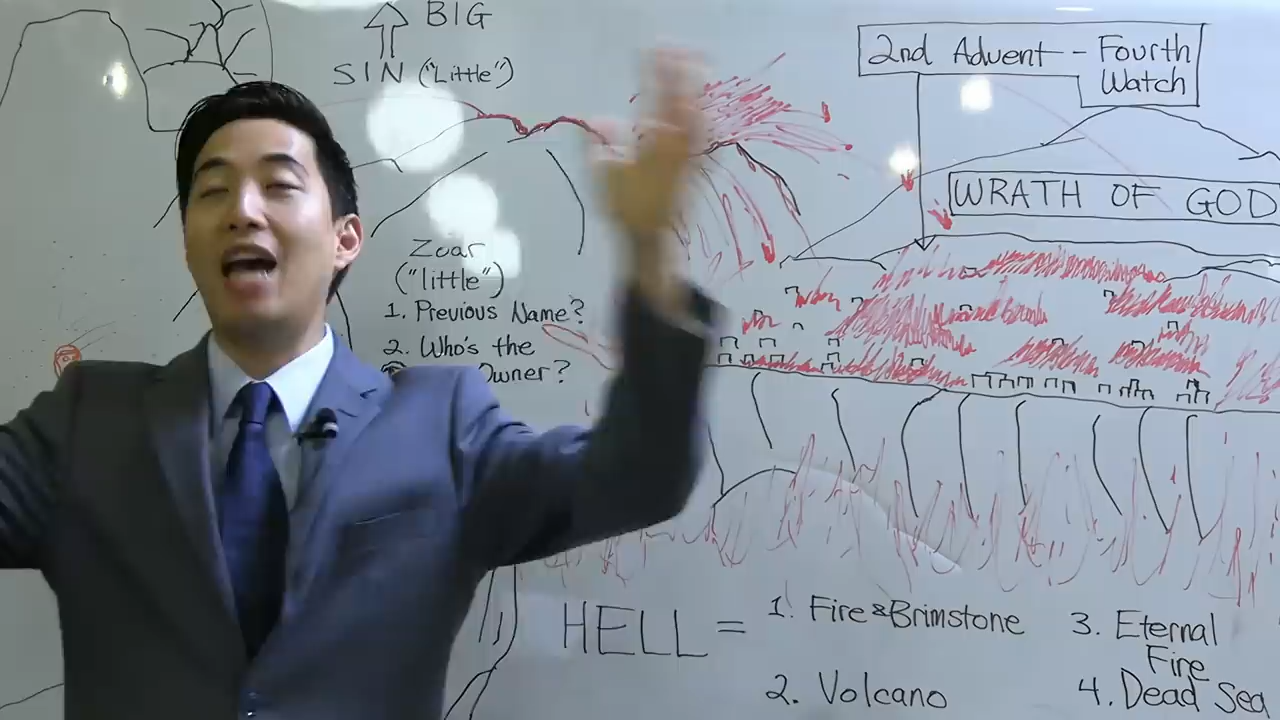 BIG
SIN ("Little")
2nd Advent - Fourth
Watch
WRATH OF GOD
Zoar
("little")
1. Previous Name?
2. Who's the
Owner?
HELL =
1. Fire & Brimstone
2. Volcano
3. Eternal
Fire
4. Dead Sea